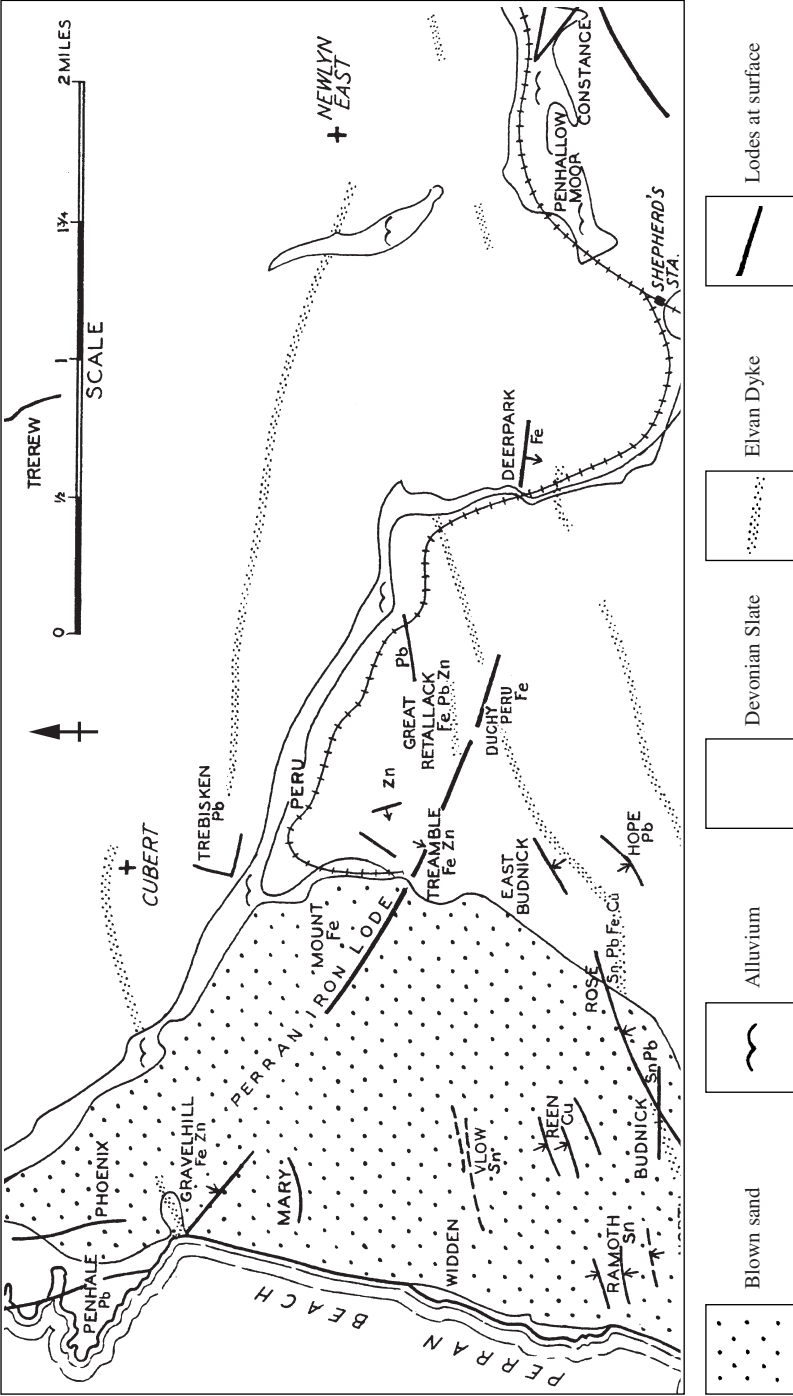 TREREW
0 ½ 1 1¾ 2 MILES
SCALE
CUBERT
TREBISKEN
Pb
NEWLYN
EAST
PHOENIX
PENHALE
Pb
GRAVELHILL
Fe Zn
PERRAN IRON LODE
MOUNT
Fe
PERU
MARY
Zn
TREAMBLE
Fe Zn
Pb
GREAT
RETALLACK
Fe Pb Zn
DUCHY
PERU
Fe
DEERPARK
Fe
PENHALLOW
MOOR
CONSTANCE
SHEPHERD'S
STA.
PERRAN BEACH
WIDDEN
VLOW
Sn
REEN
Cu
EAST
BUDNICK
HOPE
Pb
ROSE
Sn Pb Fe Cu
RAMOTH
Sn
BUDNICK
Sn Pb
Blown sand
Alluvium
Devonian Slate
Elvan Dyke
Lodes at surface